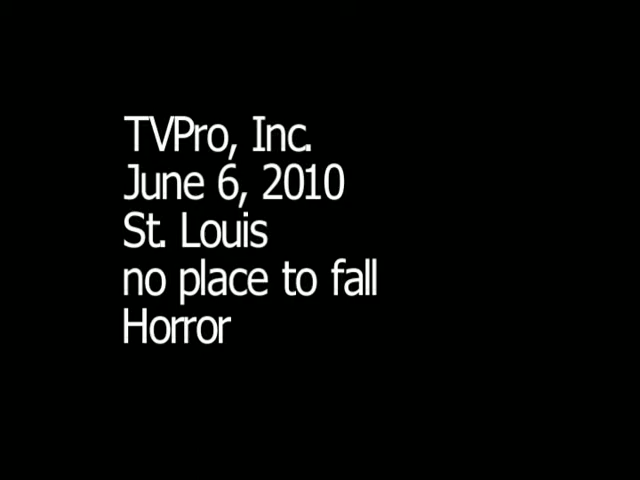 TVPro, Inc.
June 6, 2010
St. Louis
no place to fall
Horror